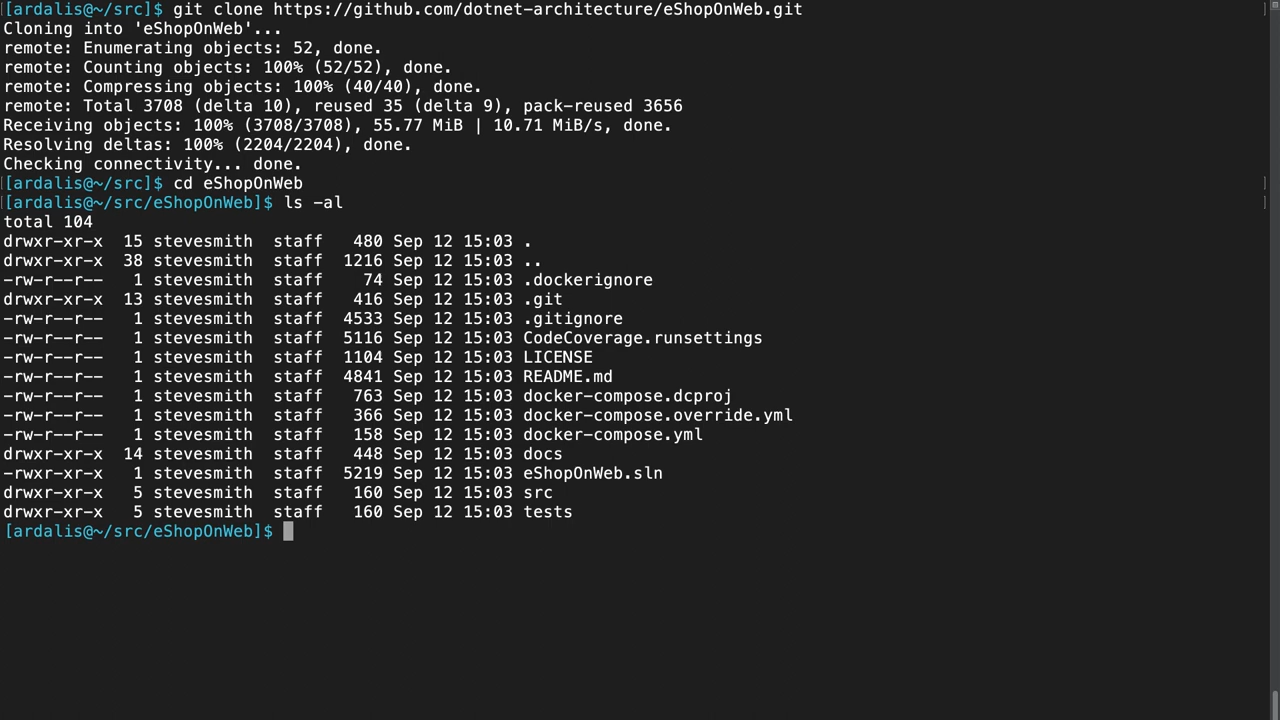 [ardalis@~/src]$ git clone https://github.com/dotnet-architecture/eShopOnWeb.git
Cloning into 'eShopOnWeb'...
remote: Enumerating objects: 52, done.
remote: Counting objects: 100% (52/52), done.
remote: Compressing objects: 100% (40/40), done.
remote: Total 3708 (delta 10), reused 35 (delta 9), pack-reused 3656
Receiving objects: 100% (3708/3708), 55.77 MiB | 10.71 MiB/s, done.
Resolving deltas: 100% (2204/2204), done.
Checking connectivity... done.
[ardalis@~/src]$ cd eShopOnWeb
[ardalis@~/src/eShopOnWeb]$ ls -al
total 104
drwxr-xr-x  15 stevesmith  staff   480 Sep 12 15:03 .
drwxr-xr-x  38 stevesmith  staff  1216 Sep 12 15:03 ..
-rw-r--r--   1 stevesmith  staff    74 Sep 12 15:03 .dockerignore
drwxr-xr-x  13 stevesmith  staff   416 Sep 12 15:03 .git
-rw-r--r--   1 stevesmith  staff  4533 Sep 12 15:03 .gitignore
-rw-r--r--   1 stevesmith  staff  5116 Sep 12 15:03 CodeCoverage.runsettings
-rw-r--r--   1 stevesmith  staff  1104 Sep 12 15:03 LICENSE
-rw-r--r--   1 stevesmith  staff  4841 Sep 12 15:03 README.md
-rw-r--r--   1 stevesmith  staff   763 Sep 12 15:03 docker-compose.dcproj
-rw-r--r--   1 stevesmith  staff   366 Sep 12 15:03 docker-compose.override.yml
-rw-r--r--   1 stevesmith  staff   158 Sep 12 15:03 docker-compose.yml
drwxr-xr-x  14 stevesmith  staff   448 Sep 12 15:03 docs
-rwxr-xr-x   1 stevesmith  staff  5219 Sep 12 15:03 eShopOnWeb.sln
drwxr-xr-x   5 stevesmith  staff   160 Sep 12 15:03 src
drwxr-xr-x   5 stevesmith  staff   160 Sep 12 15:03 tests
[ardalis@~/src/eShopOnWeb]$